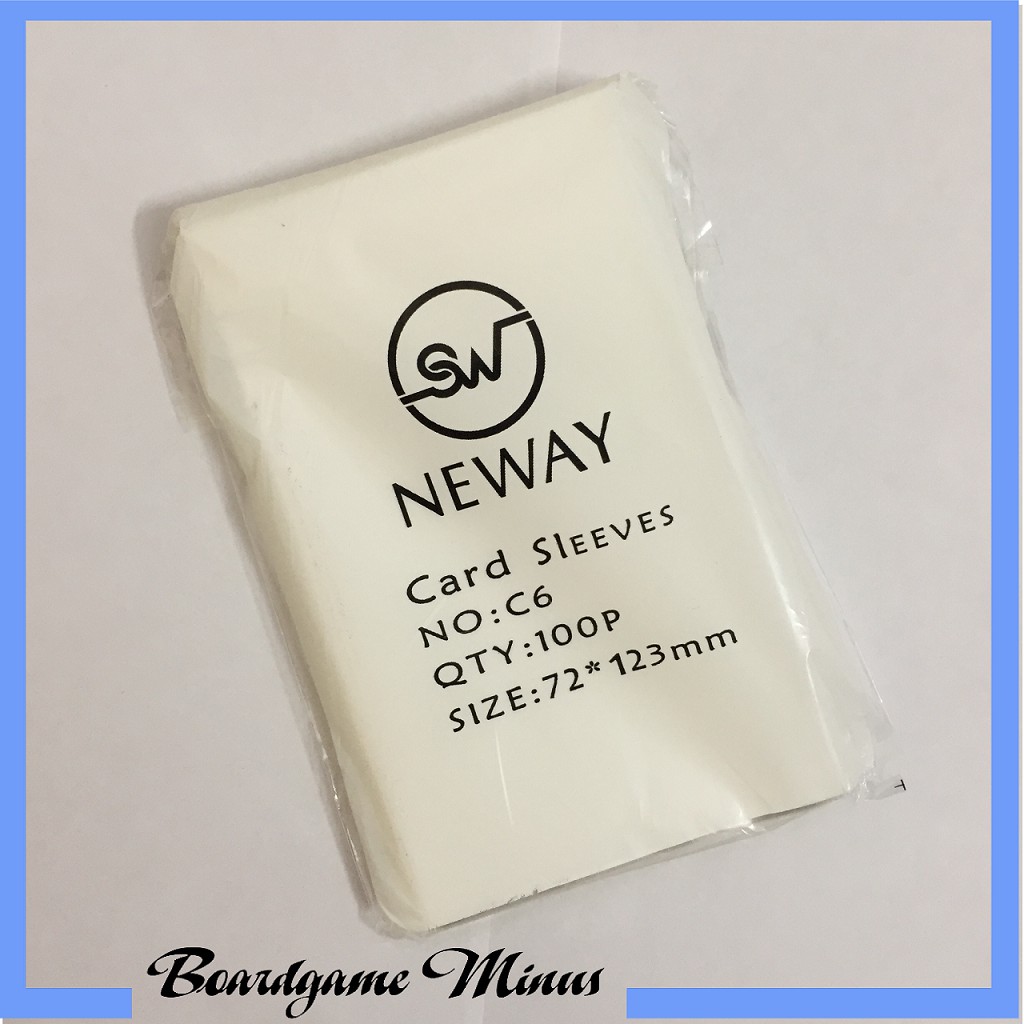 SW
NEWAY
Card Sleeves
NO:C6
QTY:100P
SIZE:72*123mm
Boardgame Minus